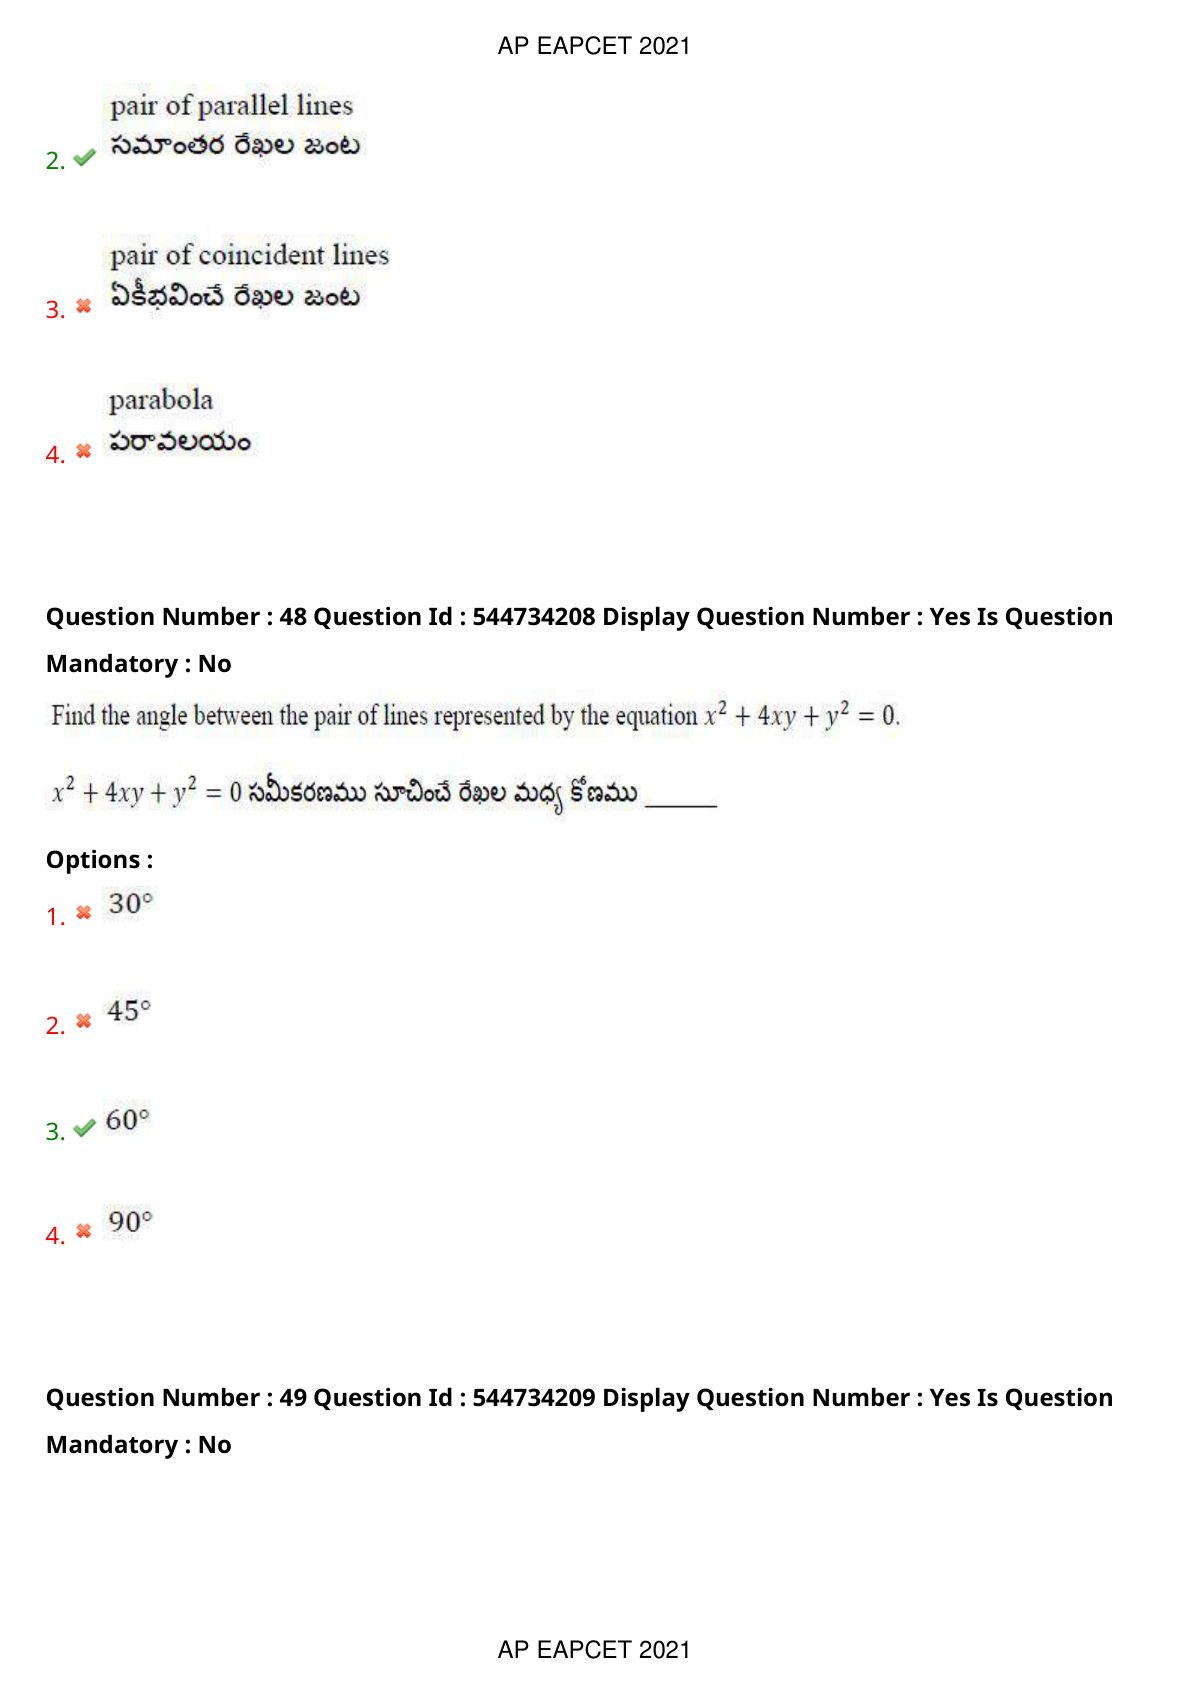 AP EAPCET 2021
pair of parallel lines
సమాంతర రేఖల జంట
2.
pair of coincident lines
ఏకీభవించే రేఖల జంట
3.
parabola
పరావలయం
4.
Question Number : 48 Question Id : 544734208 Display Question Number : Yes Is Question
Mandatory : No
Find the angle between the pair of lines represented by the equation x² + 4xy + y² = 0.
x² + 4xy + y² = 0 సమీకరణము సూచించే రేఖల మధ్య కోణము ______
Options :
1. 30°
2. 45°
3. 60°
4. 90°
Question Number : 49 Question Id : 544734209 Display Question Number : Yes Is Question
Mandatory : No
AP EAPCET 2021